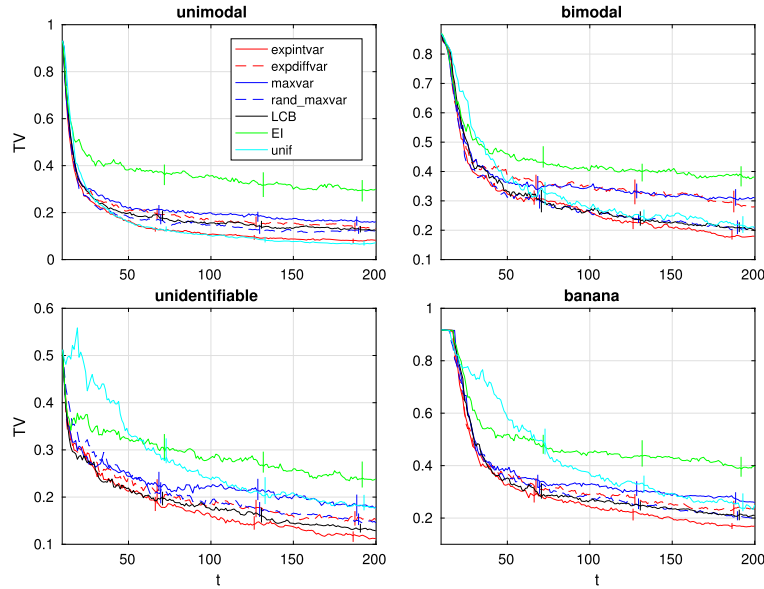 unimodal
bimodal
1
0.8
0.6
0.4
0.2
0
TV
50
100
150
200
expintvar
expdiffvar
maxvar
rand_maxvar
LCB
EI
unif
0.8
0.7
0.6
0.5
0.4
0.3
0.2
0.1
50
100
150
200
unidentifiable
banana
0.6
0.5
0.4
0.3
0.2
0.1
TV
50
100
150
200
t
1
0.8
0.6
0.4
0.2
50
100
150
200
t